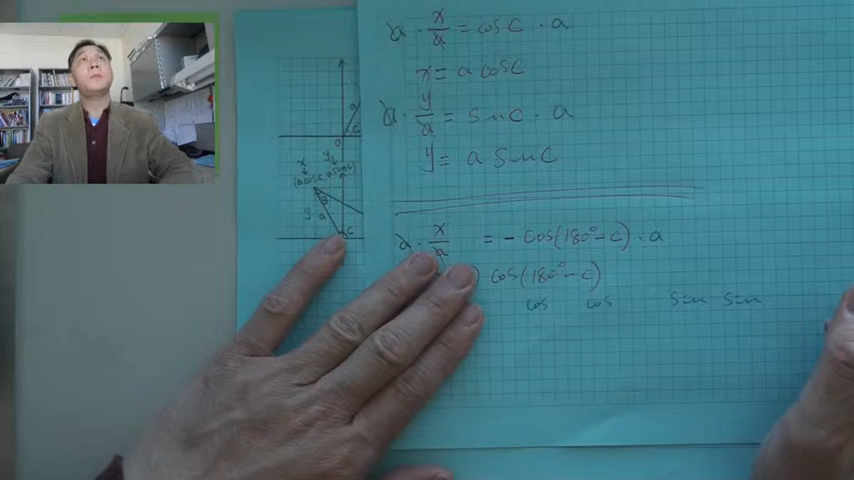 a · x/a = cos C · a
x = a cos C
a · y/a = sin C · a
y = a sin C
a · x/a = - cos(180° - C) · a
cos(180° - C)
cos cos sin sin
x y
(a cos C, a sin C)
B
y a
C
a
C
O